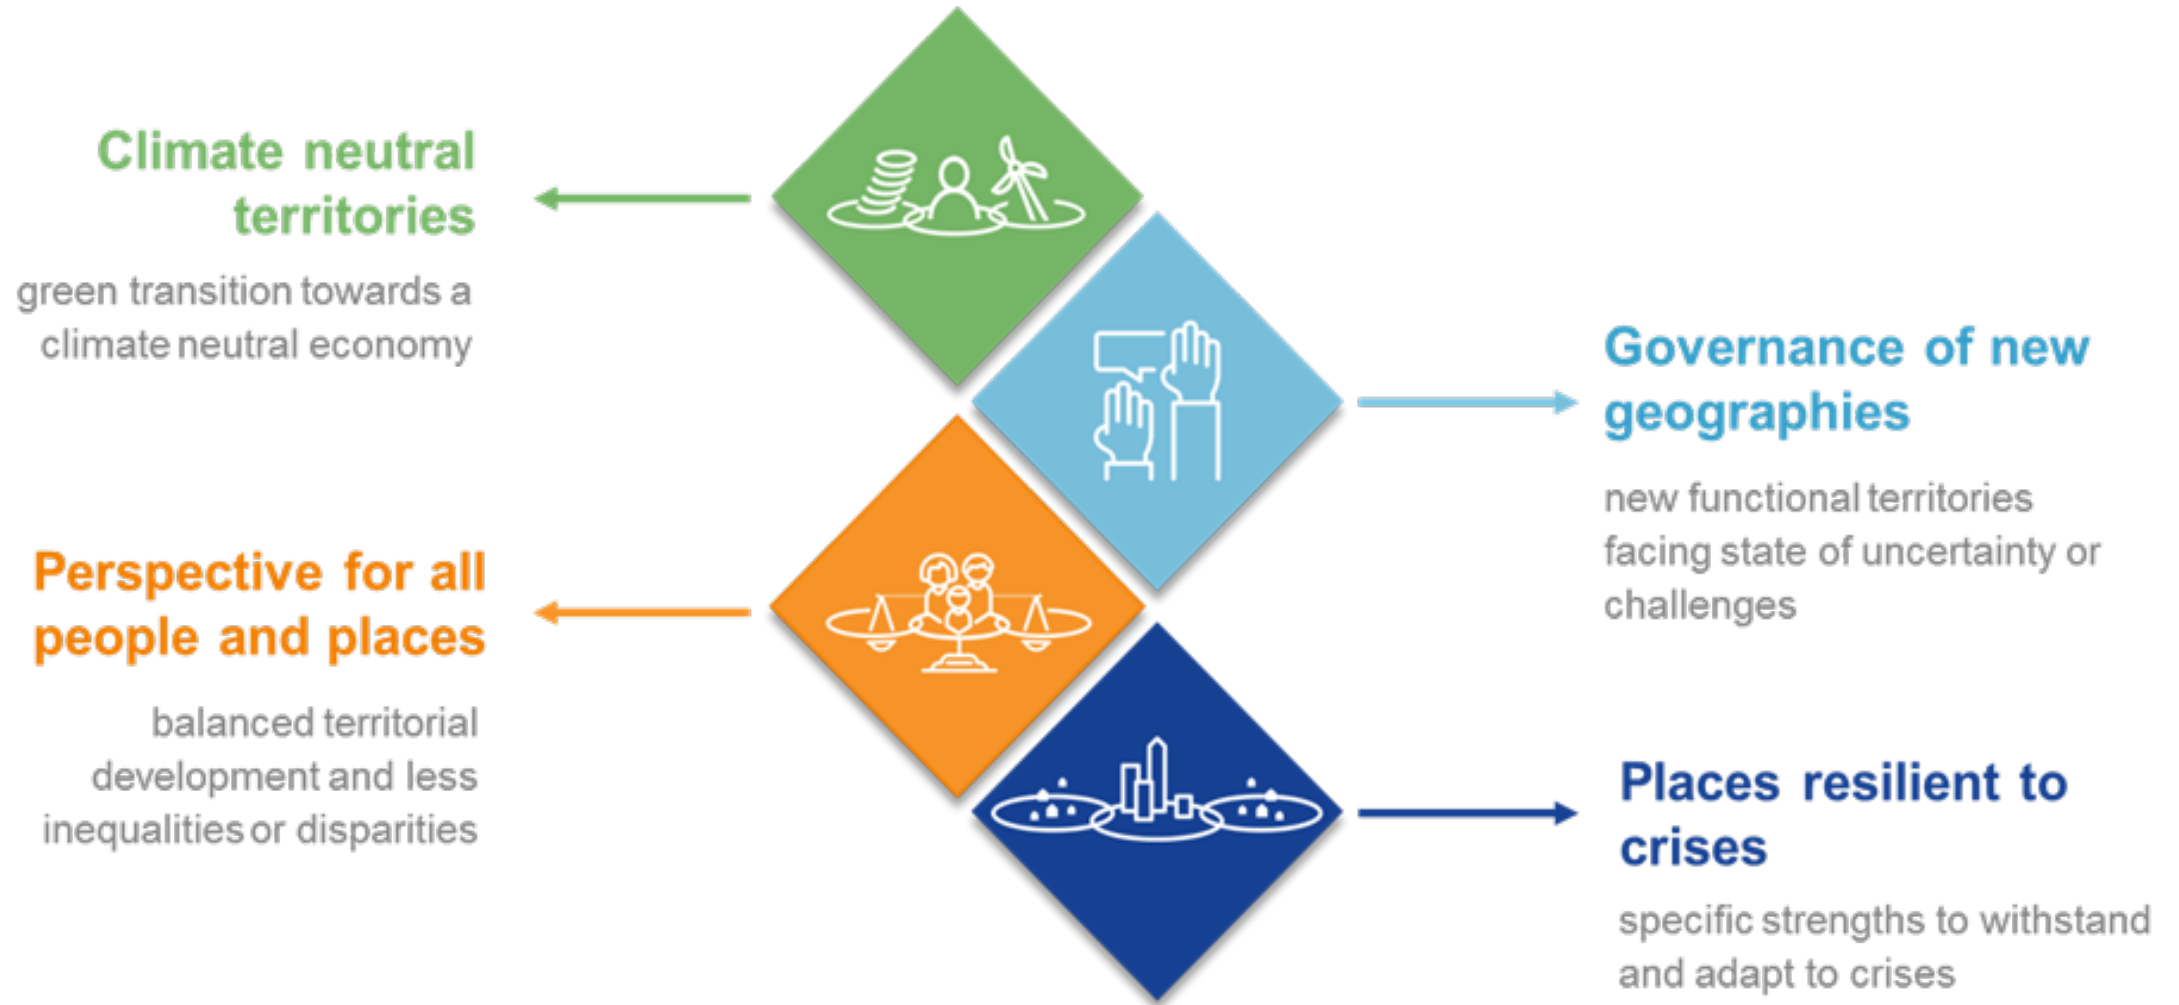 Climate neutral
territories
green transition towards a
climate neutral economy
Governance of new
geographies
new functional territories
facing state of uncertainty or
challenges
Perspective for all
people and places
balanced territorial
development and less
inequalities or disparities
Places resilient to
crises
specific strengths to withstand
and adapt to crises